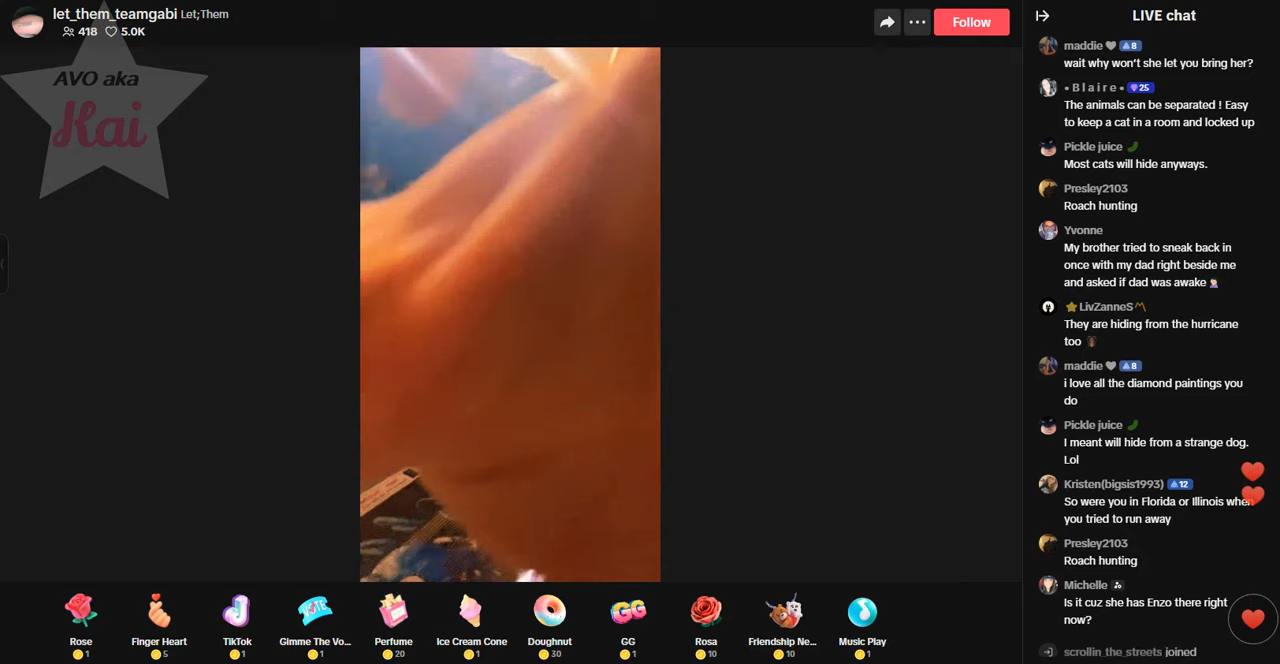 let_them_teamgabi Let;Them
418 5.0K
Follow
AVO aka
Kai
LIVE chat
maddie 8
wait why won't she let you bring her?
• B l a i r e • 25
The animals can be separated ! Easy
to keep a cat in a room and locked up
Pickle juice
Most cats will hide anyways.
Presley2103
Roach hunting
Yvonne
My brother tried to sneak back in
once with my dad right beside me
and asked if dad was awake
LivZanneS
They are hiding from the hurricane
too
maddie 8
i love all the diamond paintings you
do
Pickle juice
I meant will hide from a strange dog.
Lol
Kristen(bigsis1993) 12
So were you in Florida or Illinois when
you tried to run away
Presley2103
Roach hunting
Michelle
Is it cuz she has Enzo there right
now?
scrollin_the_streets joined
Rose
1
Finger Heart
5
TikTok
1
Gimme The Vo...
1
Perfume
20
Ice Cream Cone
1
Doughnut
30
GG
1
Rosa
10
Friendship Ne...
10
Music Play
1